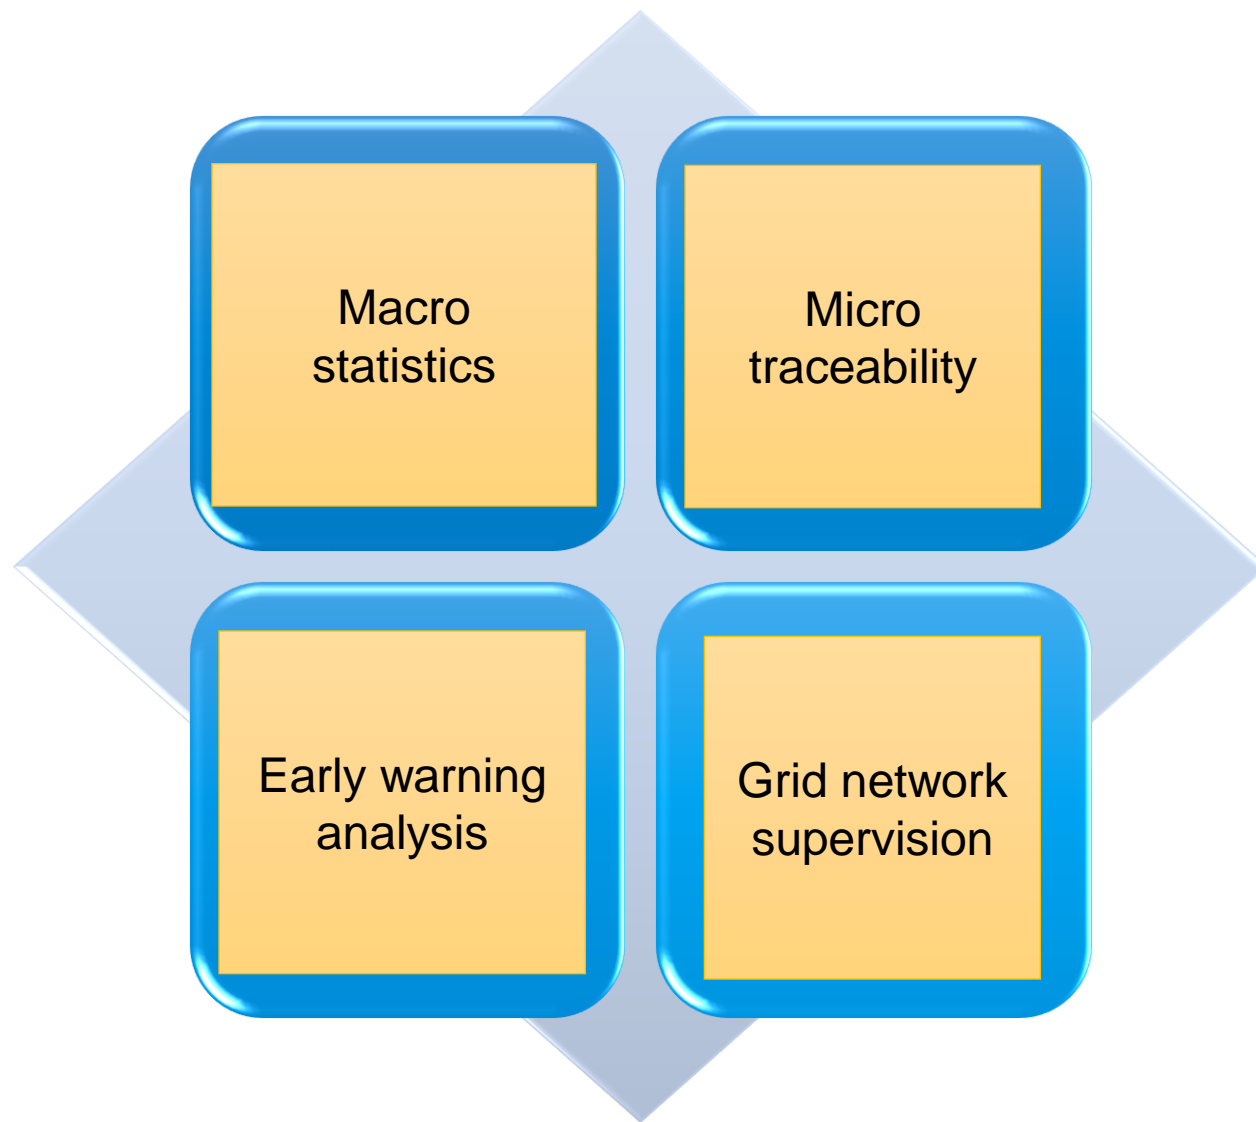 Macro
statistics
Micro
traceability
Early warning
analysis
Grid network
supervision